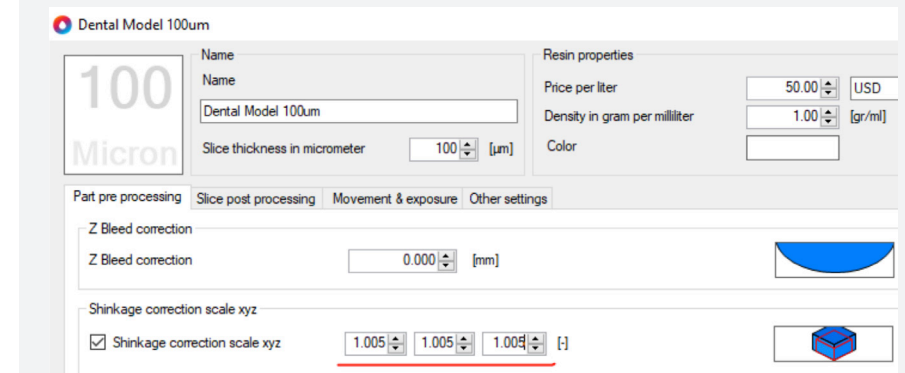 Dental Model 100um
100
Micron
Name
Name
Dental Model 100um
Slice thickness in micrometer 100 [µm]
Resin properties
Price per liter 50.00 USD
Density in gram per milliliter 1.00 [gr/ml]
Color
Part pre processing Slice post processing Movement & exposure Other settings
Z Bleed correction
Z Bleed correction 0.000 [mm]
Shinkage correction scale xyz
Shinkage correction scale xyz 1.005 1.005 1.005 [-]